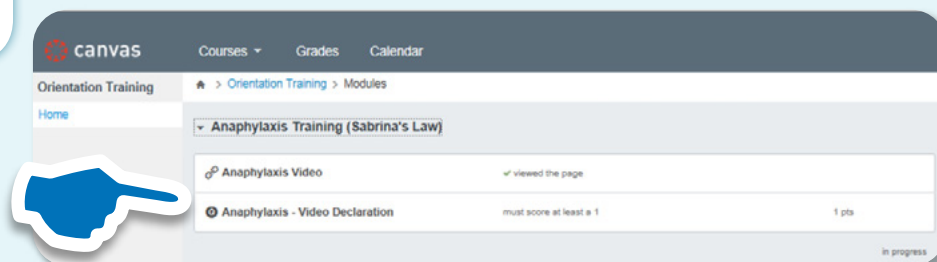 canvas Courses Grades Calendar
Orientation Training > Orientation Training > Modules
Home
Anaphylaxis Training (Sabrina's Law)
Anaphylaxis Video viewed the page
Anaphylaxis - Video Declaration must score at least a 1 1 pts
in progress